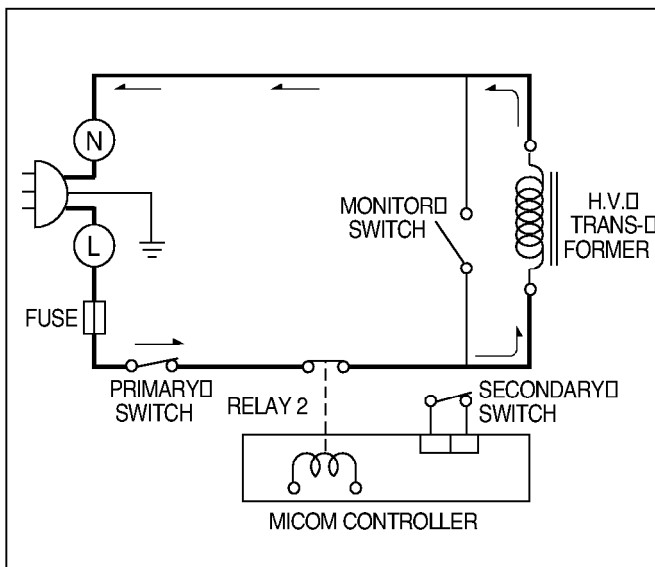 N
MONITOR□
SWITCH
H.V.□
TRANS-□
FORMER
L
FUSE
PRIMARY□
SWITCH
RELAY 2
SECONDARY□
SWITCH
MICOM CONTROLLER